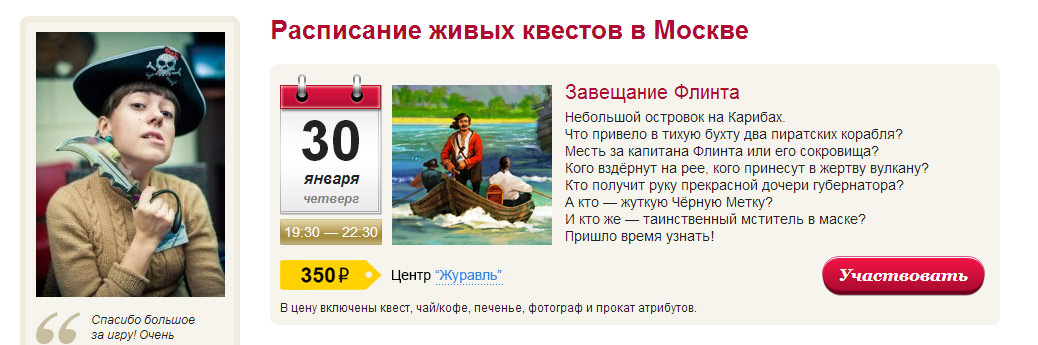 Расписание живых квестов в Москве
30
января
четверг
19:30 — 22:30
Завещание Флинта
Небольшой островок на Карибах.
Что привело в тихую бухту два пиратских корабля?
Месть за капитана Флинта или его сокровища?
Кого вздёрнут на рее, кого принесут в жертву вулкану?
Кто получит руку прекрасной дочери губернатора?
А кто — жуткую Чёрную Метку?
И кто же — таинственный мститель в маске?
Пришло время узнать!
350₽
Центр “Журавль”
Участвовать
В цену включены квест, чай/кофе, печенье, фотограф и прокат атрибутов.
Спасибо большое
за игру! Очень